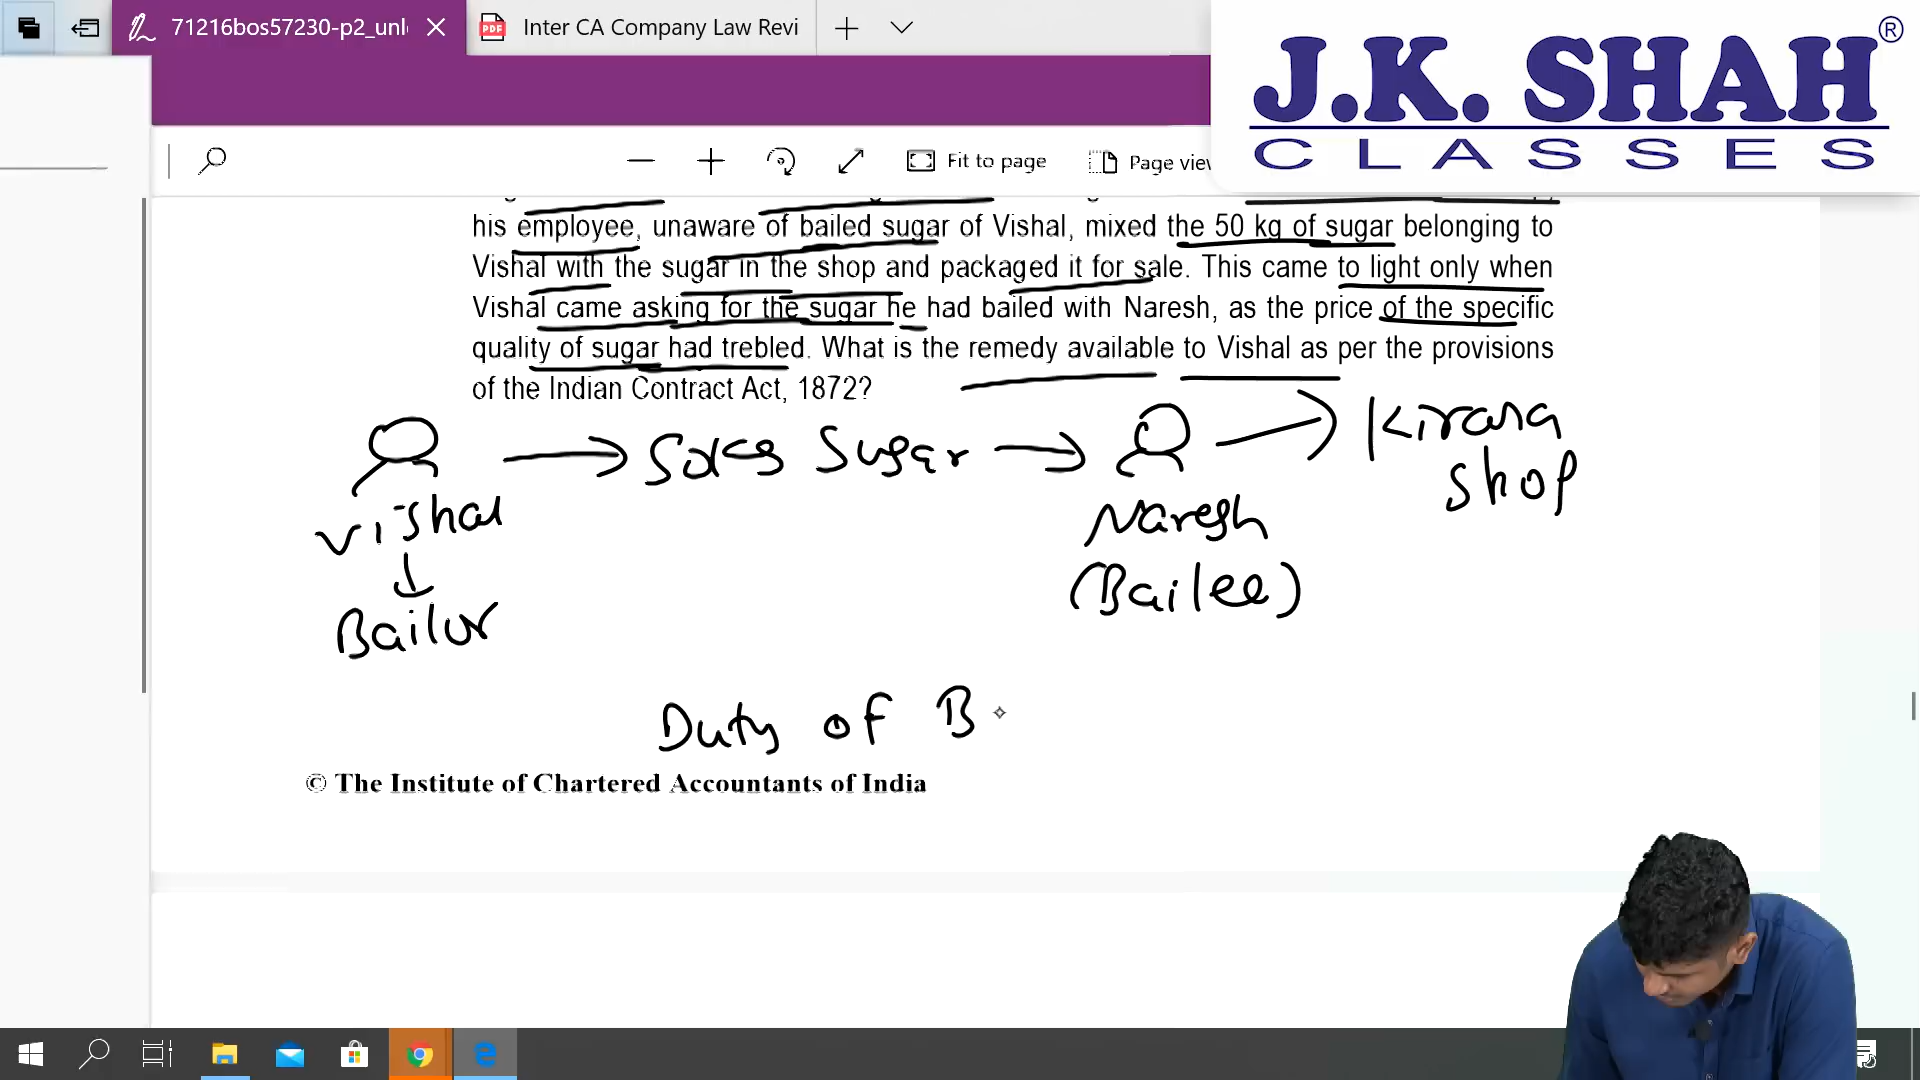 71216bos57230-p2_unl
Inter CA Company Law Revi
PDF
J.K. SHAH®
CLASSES
Fit to page
Page view
his employee, unaware of bailed sugar of Vishal, mixed the 50 kg of sugar belonging to
Vishal with the sugar in the shop and packaged it for sale. This came to light only when
Vishal came asking for the sugar he had bailed with Naresh, as the price of the specific
quality of sugar had trebled. What is the remedy available to Vishal as per the provisions
of the Indian Contract Act, 1872?
Vishal → 50kg Sugar → Naresh → Kirana
shop
↓
Bailor
(Bailee)
Duty of B
© The Institute of Chartered Accountants of India